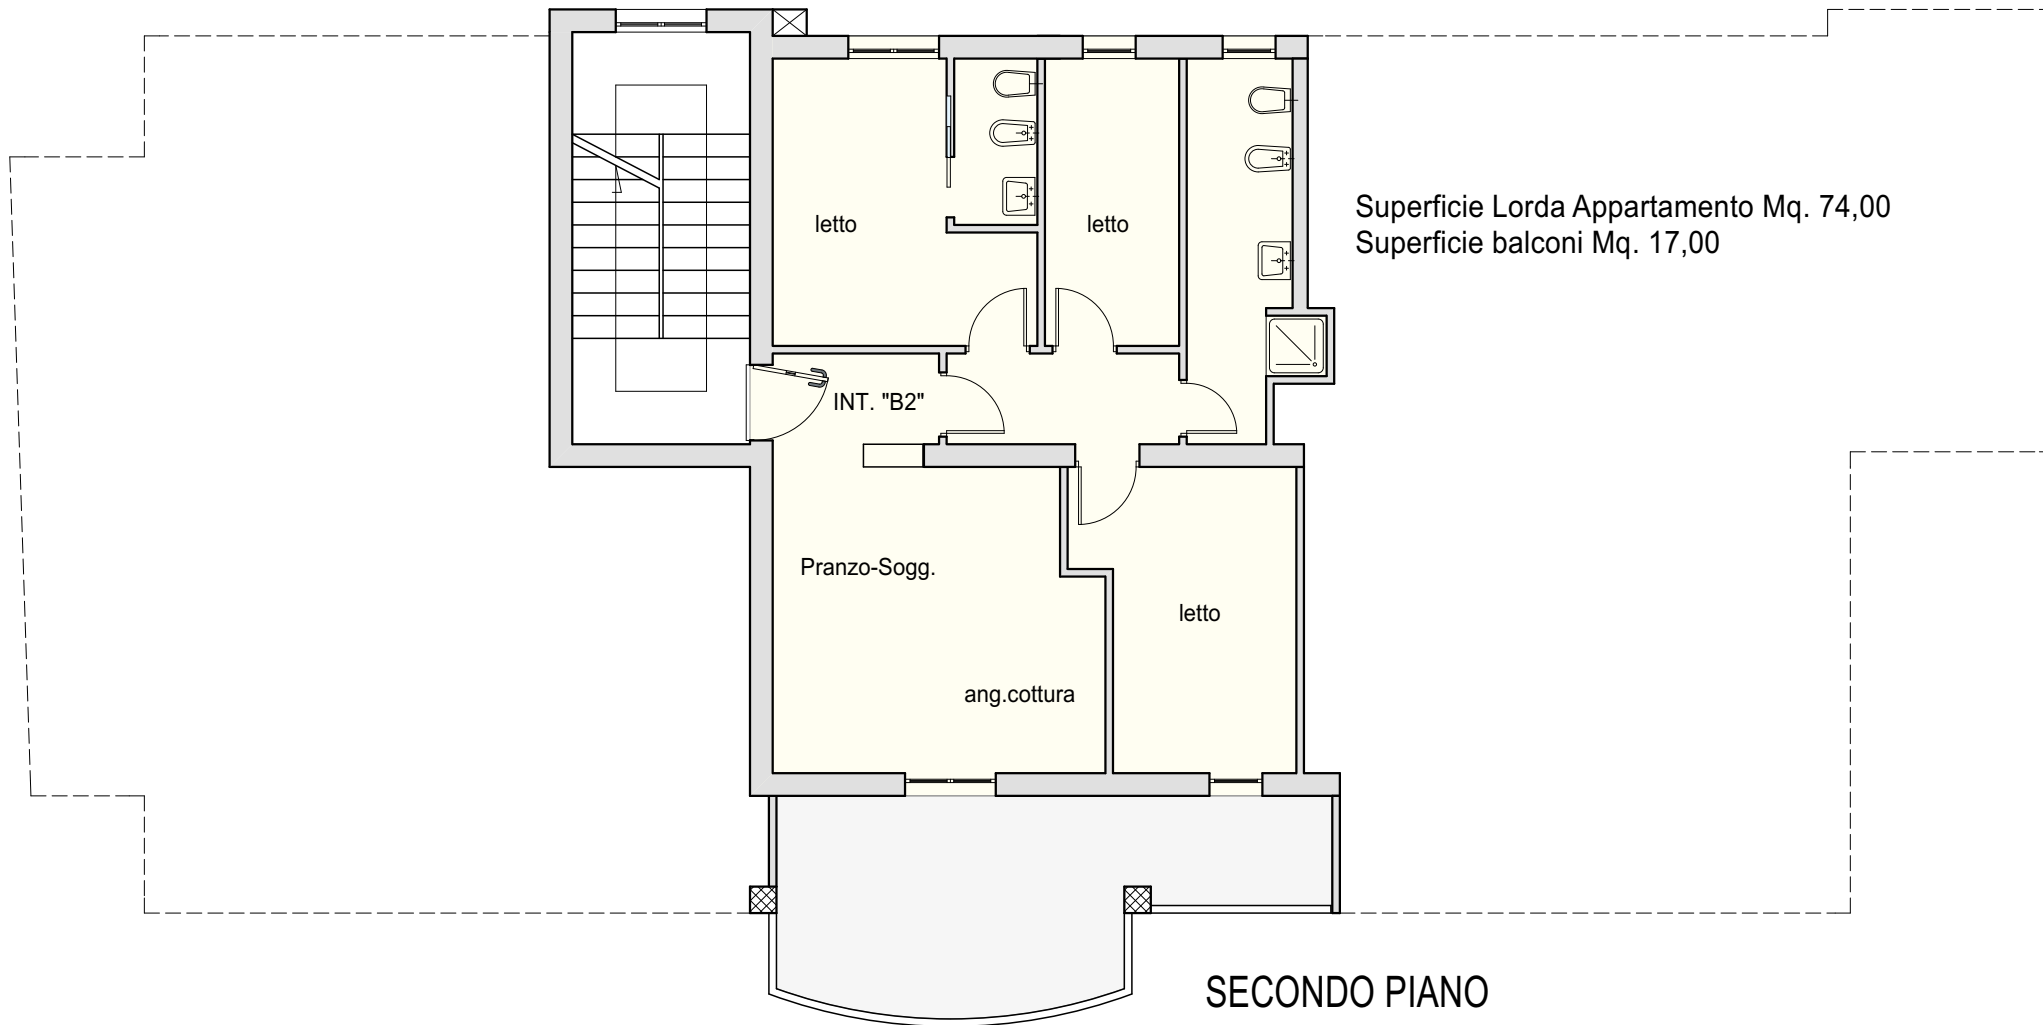 Superficie Lorda Appartamento Mq. 74,00
Superficie balconi Mq. 17,00
letto
letto
INT. "B2"
Pranzo-Sogg.
letto
ang.cottura
SECONDO PIANO